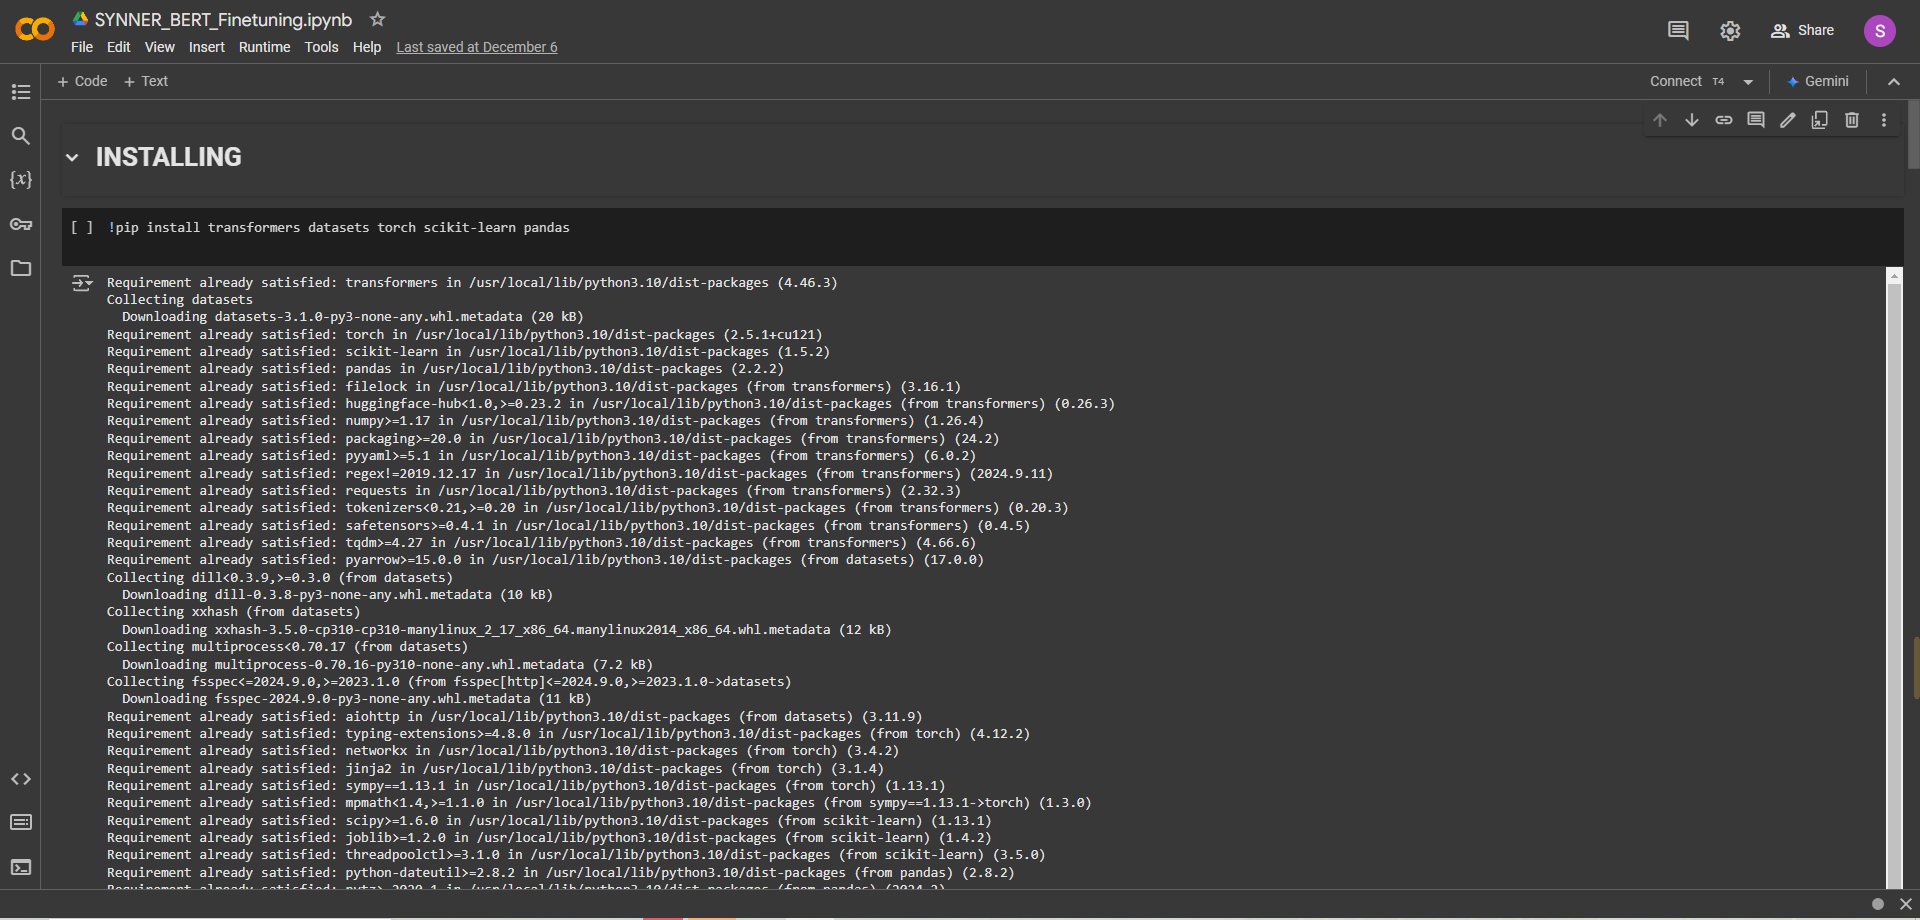 SYNNER_BERT_Finetuning.ipynb
File Edit View Insert Runtime Tools Help Last saved at December 6
Share
S
+ Code + Text
Connect T4
Gemini
INSTALLING
[ ] !pip install transformers datasets torch scikit-learn pandas
Requirement already satisfied: transformers in /usr/local/lib/python3.10/dist-packages (4.46.3)
Collecting datasets
Downloading datasets-3.1.0-py3-none-any.whl.metadata (20 kB)
Requirement already satisfied: torch in /usr/local/lib/python3.10/dist-packages (2.5.1+cu121)
Requirement already satisfied: scikit-learn in /usr/local/lib/python3.10/dist-packages (1.5.2)
Requirement already satisfied: pandas in /usr/local/lib/python3.10/dist-packages (2.2.2)
Requirement already satisfied: filelock in /usr/local/lib/python3.10/dist-packages (from transformers) (3.16.1)
Requirement already satisfied: huggingface-hub<1.0,>=0.23.2 in /usr/local/lib/python3.10/dist-packages (from transformers) (0.26.3)
Requirement already satisfied: numpy>=1.17 in /usr/local/lib/python3.10/dist-packages (from transformers) (1.26.4)
Requirement already satisfied: packaging>=20.0 in /usr/local/lib/python3.10/dist-packages (from transformers) (24.2)
Requirement already satisfied: pyyaml>=5.1 in /usr/local/lib/python3.10/dist-packages (from transformers) (6.0.2)
Requirement already satisfied: regex!=2019.12.17 in /usr/local/lib/python3.10/dist-packages (from transformers) (2024.9.11)
Requirement already satisfied: requests in /usr/local/lib/python3.10/dist-packages (from transformers) (2.32.3)
Requirement already satisfied: tokenizers<0.21,>=0.20 in /usr/local/lib/python3.10/dist-packages (from transformers) (0.20.3)
Requirement already satisfied: safetensors>=0.4.1 in /usr/local/lib/python3.10/dist-packages (from transformers) (0.4.5)
Requirement already satisfied: tqdm>=4.27 in /usr/local/lib/python3.10/dist-packages (from transformers) (4.66.6)
Requirement already satisfied: pyarrow>=15.0.0 in /usr/local/lib/python3.10/dist-packages (from datasets) (17.0.0)
Collecting dill<0.3.9,>=0.3.0 (from datasets)
Downloading dill-0.3.8-py3-none-any.whl.metadata (10 kB)
Collecting xxhash (from datasets)
Downloading xxhash-3.5.0-cp310-cp310-manylinux_2_17_x86_64.manylinux2014_x86_64.whl.metadata (12 kB)
Collecting multiprocess<0.70.17 (from datasets)
Downloading multiprocess-0.70.16-py310-none-any.whl.metadata (7.2 kB)
Collecting fsspec<=2024.9.0,>=2023.1.0 (from fsspec[http]<=2024.9.0,>=2023.1.0->datasets)
Downloading fsspec-2024.9.0-py3-none-any.whl.metadata (11 kB)
Requirement already satisfied: aiohttp in /usr/local/lib/python3.10/dist-packages (from datasets) (3.11.9)
Requirement already satisfied: typing-extensions>=4.8.0 in /usr/local/lib/python3.10/dist-packages (from torch) (4.12.2)
Requirement already satisfied: networkx in /usr/local/lib/python3.10/dist-packages (from torch) (3.4.2)
Requirement already satisfied: jinja2 in /usr/local/lib/python3.10/dist-packages (from torch) (3.1.4)
Requirement already satisfied: sympy==1.13.1 in /usr/local/lib/python3.10/dist-packages (from torch) (1.13.1)
Requirement already satisfied: mpmath<1.4,>=1.1.0 in /usr/local/lib/python3.10/dist-packages (from sympy==1.13.1->torch) (1.3.0)
Requirement already satisfied: scipy>=1.6.0 in /usr/local/lib/python3.10/dist-packages (from scikit-learn) (1.13.1)
Requirement already satisfied: joblib>=1.2.0 in /usr/local/lib/python3.10/dist-packages (from scikit-learn) (1.4.2)
Requirement already satisfied: threadpoolctl>=3.1.0 in /usr/local/lib/python3.10/dist-packages (from scikit-learn) (3.5.0)
Requirement already satisfied: python-dateutil>=2.8.2 in /usr/local/lib/python3.10/dist-packages (from pandas) (2.8.2)
Requirement already satisfied: pytz>=2020.1 in /usr/local/lib/python3.10/dist-packages (from pandas) (2024.2)